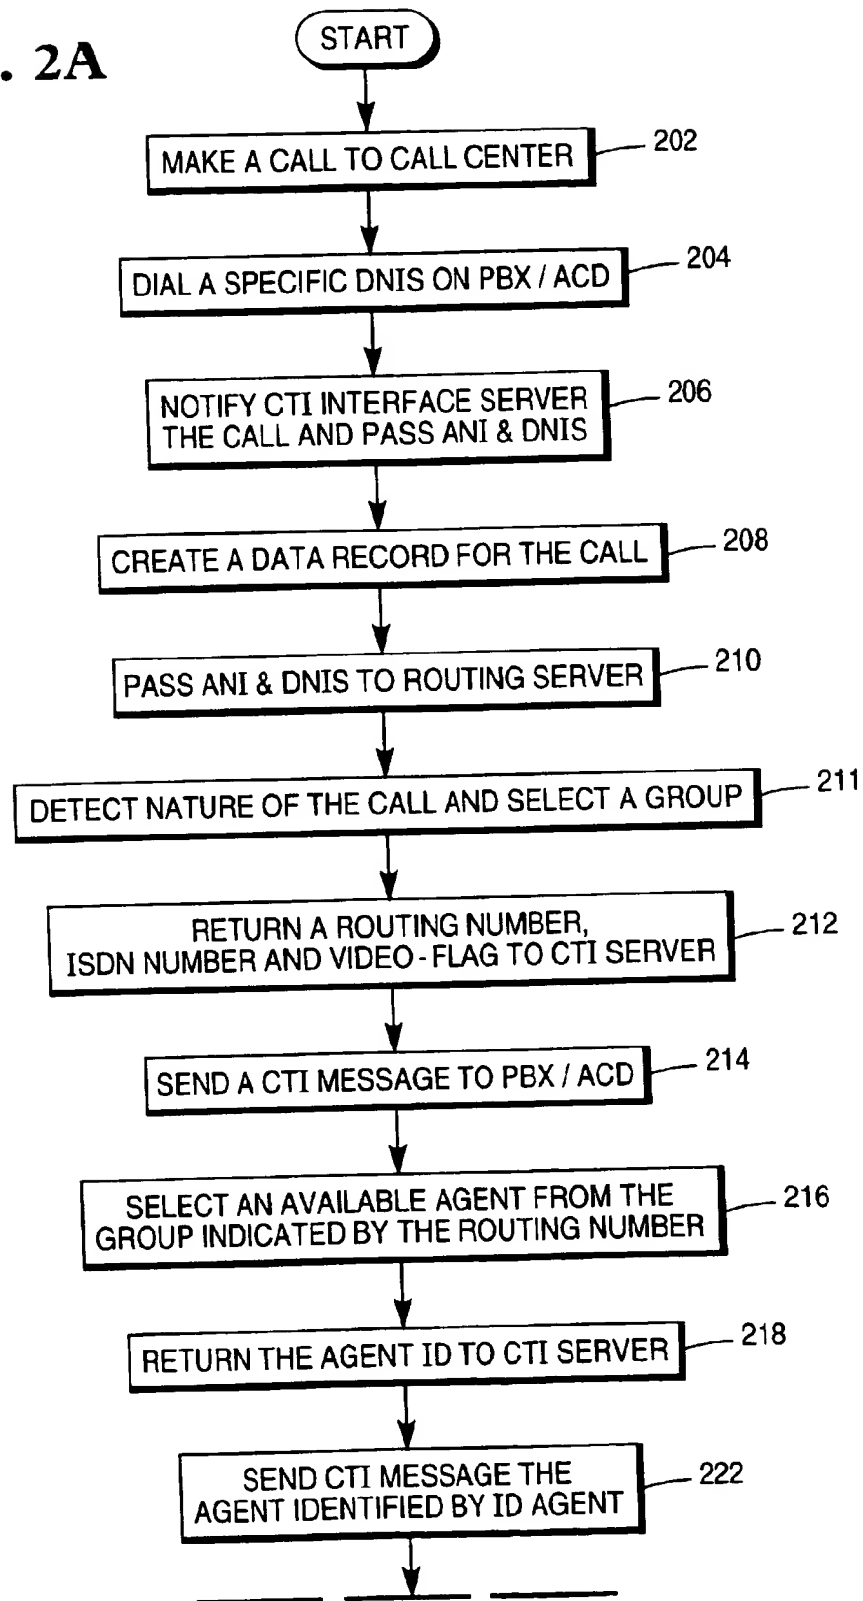 . 2A
START
MAKE A CALL TO CALL CENTER
202
DIAL A SPECIFIC DNIS ON PBX / ACD
204
NOTIFY CTI INTERFACE SERVER
THE CALL AND PASS ANI & DNIS
206
CREATE A DATA RECORD FOR THE CALL
208
PASS ANI & DNIS TO ROUTING SERVER
210
DETECT NATURE OF THE CALL AND SELECT A GROUP
211
RETURN A ROUTING NUMBER,
ISDN NUMBER AND VIDEO - FLAG TO CTI SERVER
212
SEND A CTI MESSAGE TO PBX / ACD
214
SELECT AN AVAILABLE AGENT FROM THE
GROUP INDICATED BY THE ROUTING NUMBER
216
RETURN THE AGENT ID TO CTI SERVER
218
SEND CTI MESSAGE THE
AGENT IDENTIFIED BY ID AGENT
222